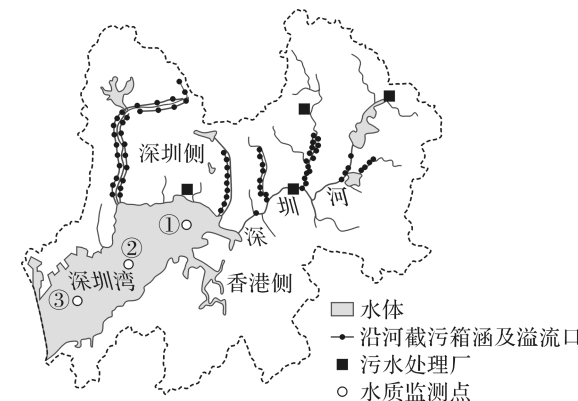 深圳侧
①
深圳河
②
深圳湾
香港侧
③
水体
沿河截污箱涵及溢流口
污水处理厂
水质监测点